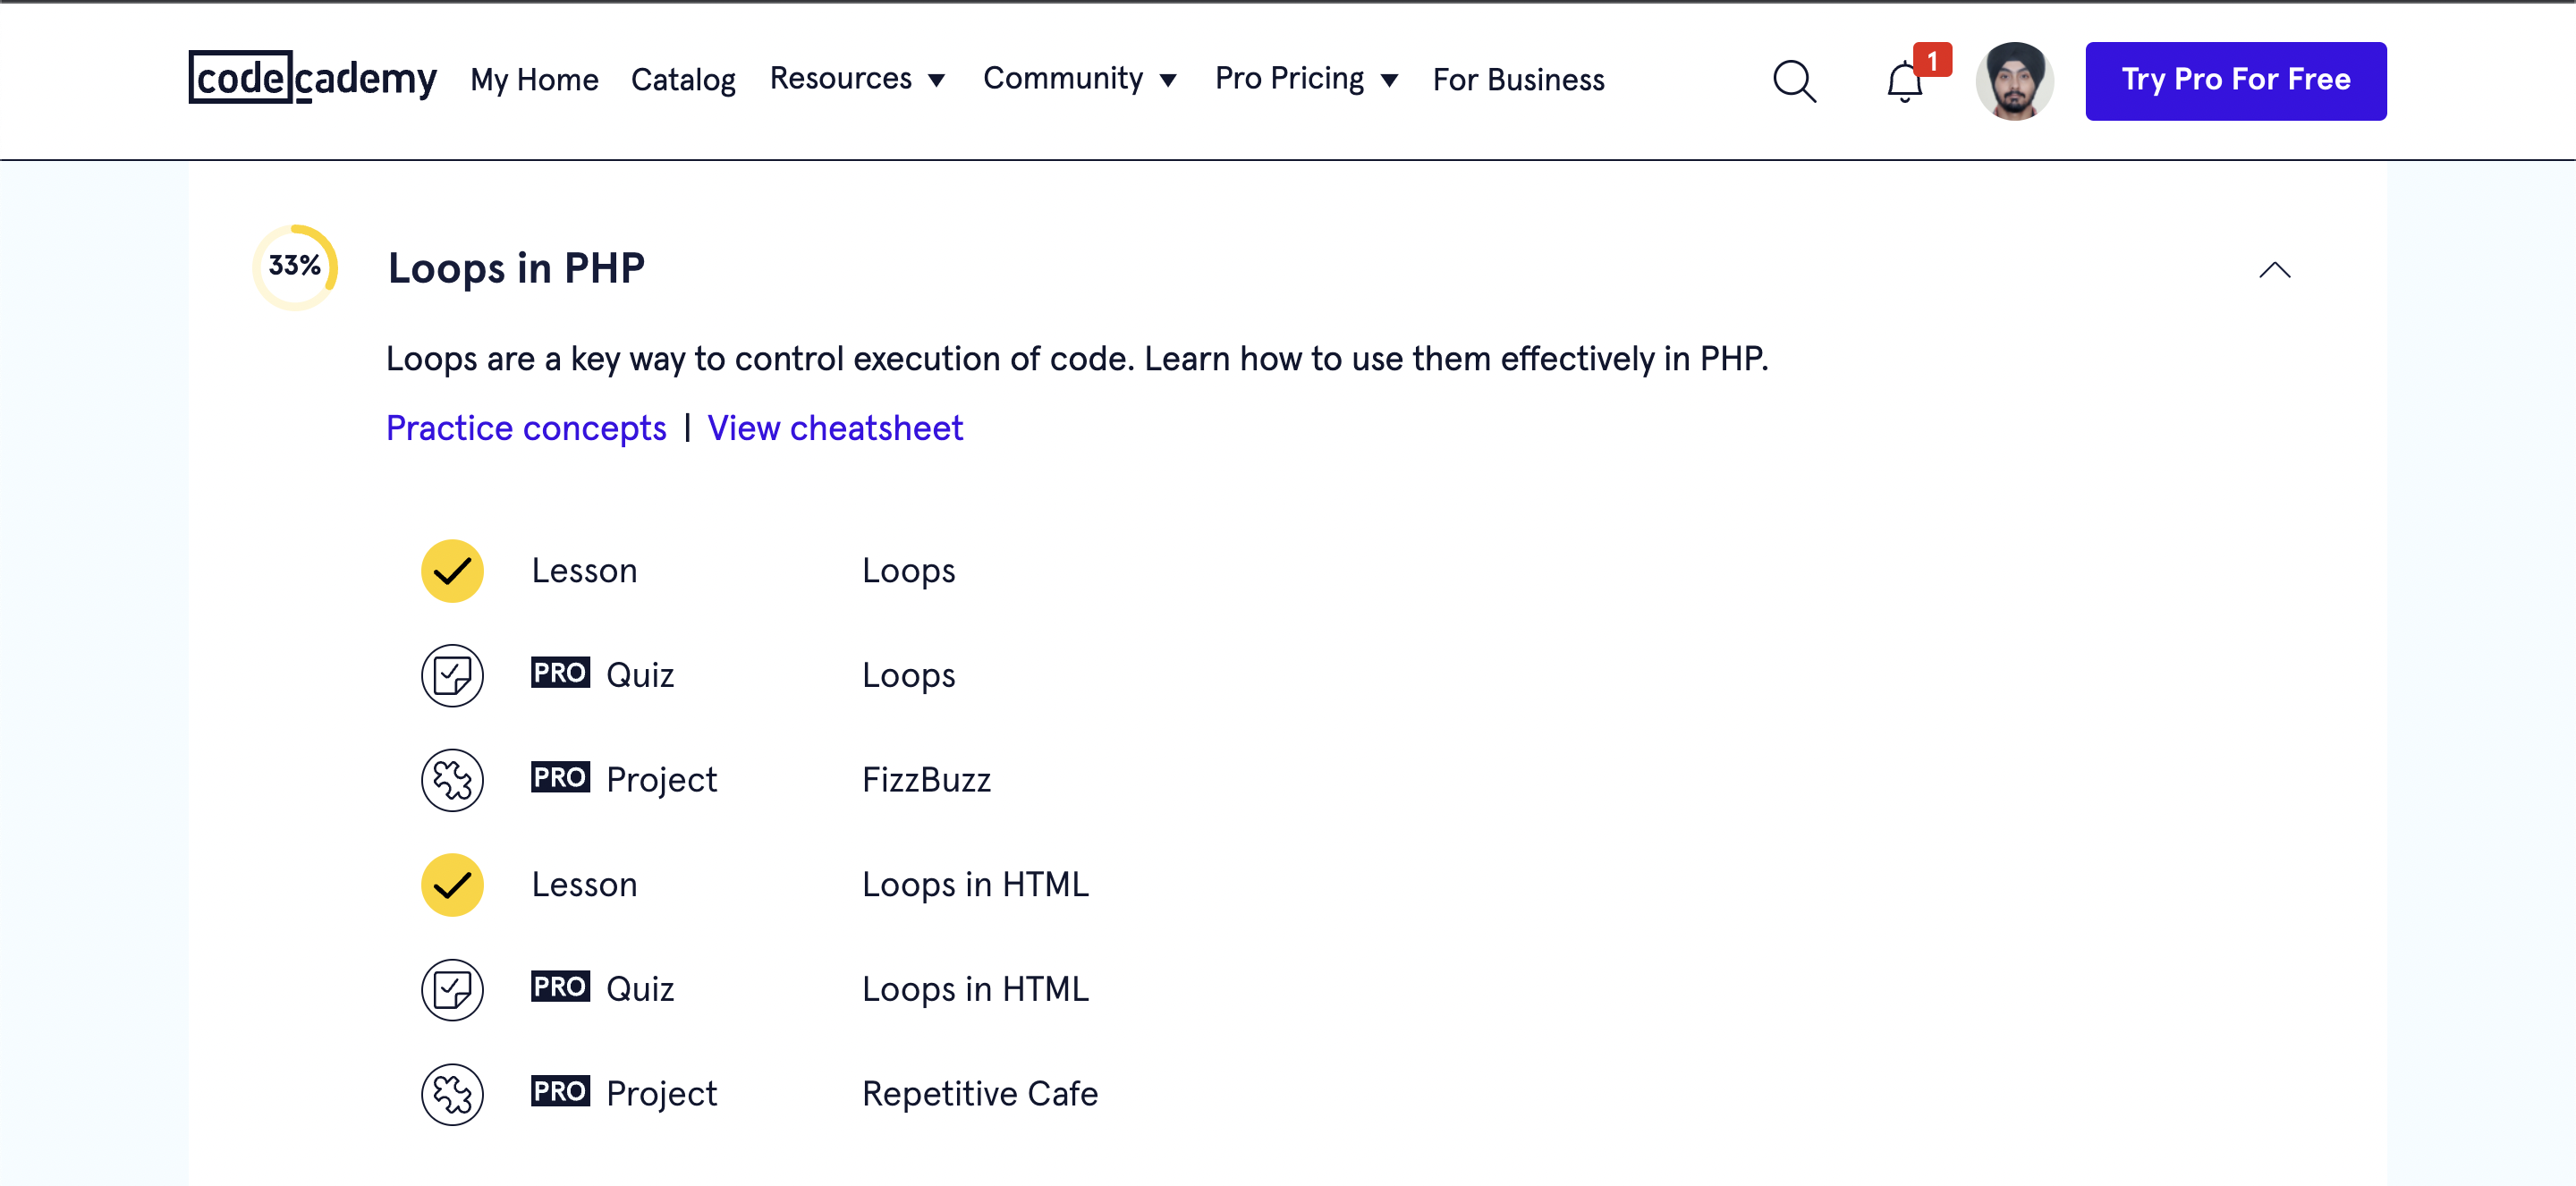 codecademy My Home Catalog Resources Community Pro Pricing For Business 1 Try Pro For Free
33% Loops in PHP
Loops are a key way to control execution of code. Learn how to use them effectively in PHP.
Practice concepts | View cheatsheet
Lesson Loops
PRO Quiz Loops
PRO Project FizzBuzz
Lesson Loops in HTML
PRO Quiz Loops in HTML
PRO Project Repetitive Cafe